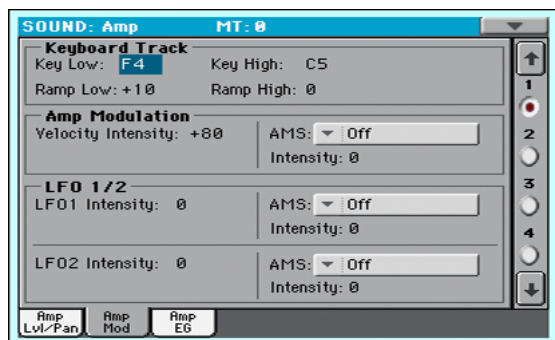 SOUND: Amp MT: 0
Keyboard Track
Key Low: F4 Key High: C5
Ramp Low: +10 Ramp High: 0
1
Amp Modulation
Velocity Intensity: +80 AMS: Off
2
Intensity: 0
LFO 1/2
3
LFO1 Intensity: 0 AMS: Off
Intensity: 0
4
LFO2 Intensity: 0 AMS: Off
Intensity: 0
Amp Lvl/Pan
Amp Mod
Amp EG